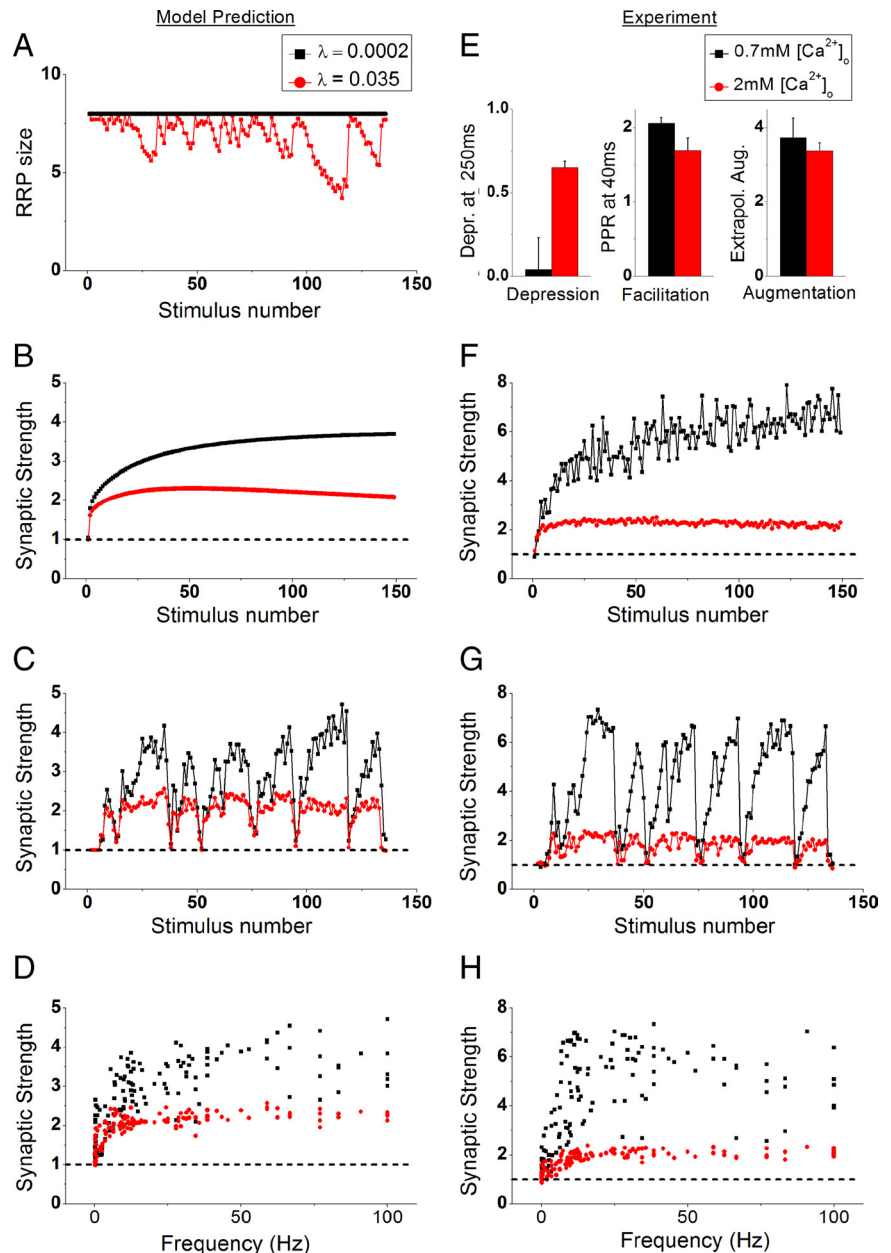 Model Prediction
A
λ = 0.0002
λ = 0.035
10
5
0
RRP size
0 50 100 150
Stimulus number
B
5
4
3
2
1
0
Synaptic Strength
0 50 100 150
Stimulus number
C
5
4
3
2
1
0
Synaptic Strength
0 50 100 150
Stimulus number
D
5
4
3
2
1
0
Synaptic Strength
0 50 100
Frequency (Hz)
Experiment
E
0.7mM [Ca²⁺]ₒ
2mM [Ca²⁺]ₒ
1.0
0.5
0.0
Depr. at 250ms
Depression
2
1
0
PPR at 40ms
Facilitation
4
2
0
Extrapol. Aug.
Augmentation
F
8
6
4
2
0
Synaptic Strength
0 50 100 150
Stimulus number
G
8
6
4
2
0
Synaptic Strength
0 50 100 150
Stimulus number
H
8
6
4
2
0
Synaptic Strength
0 50 100
Frequency (Hz)